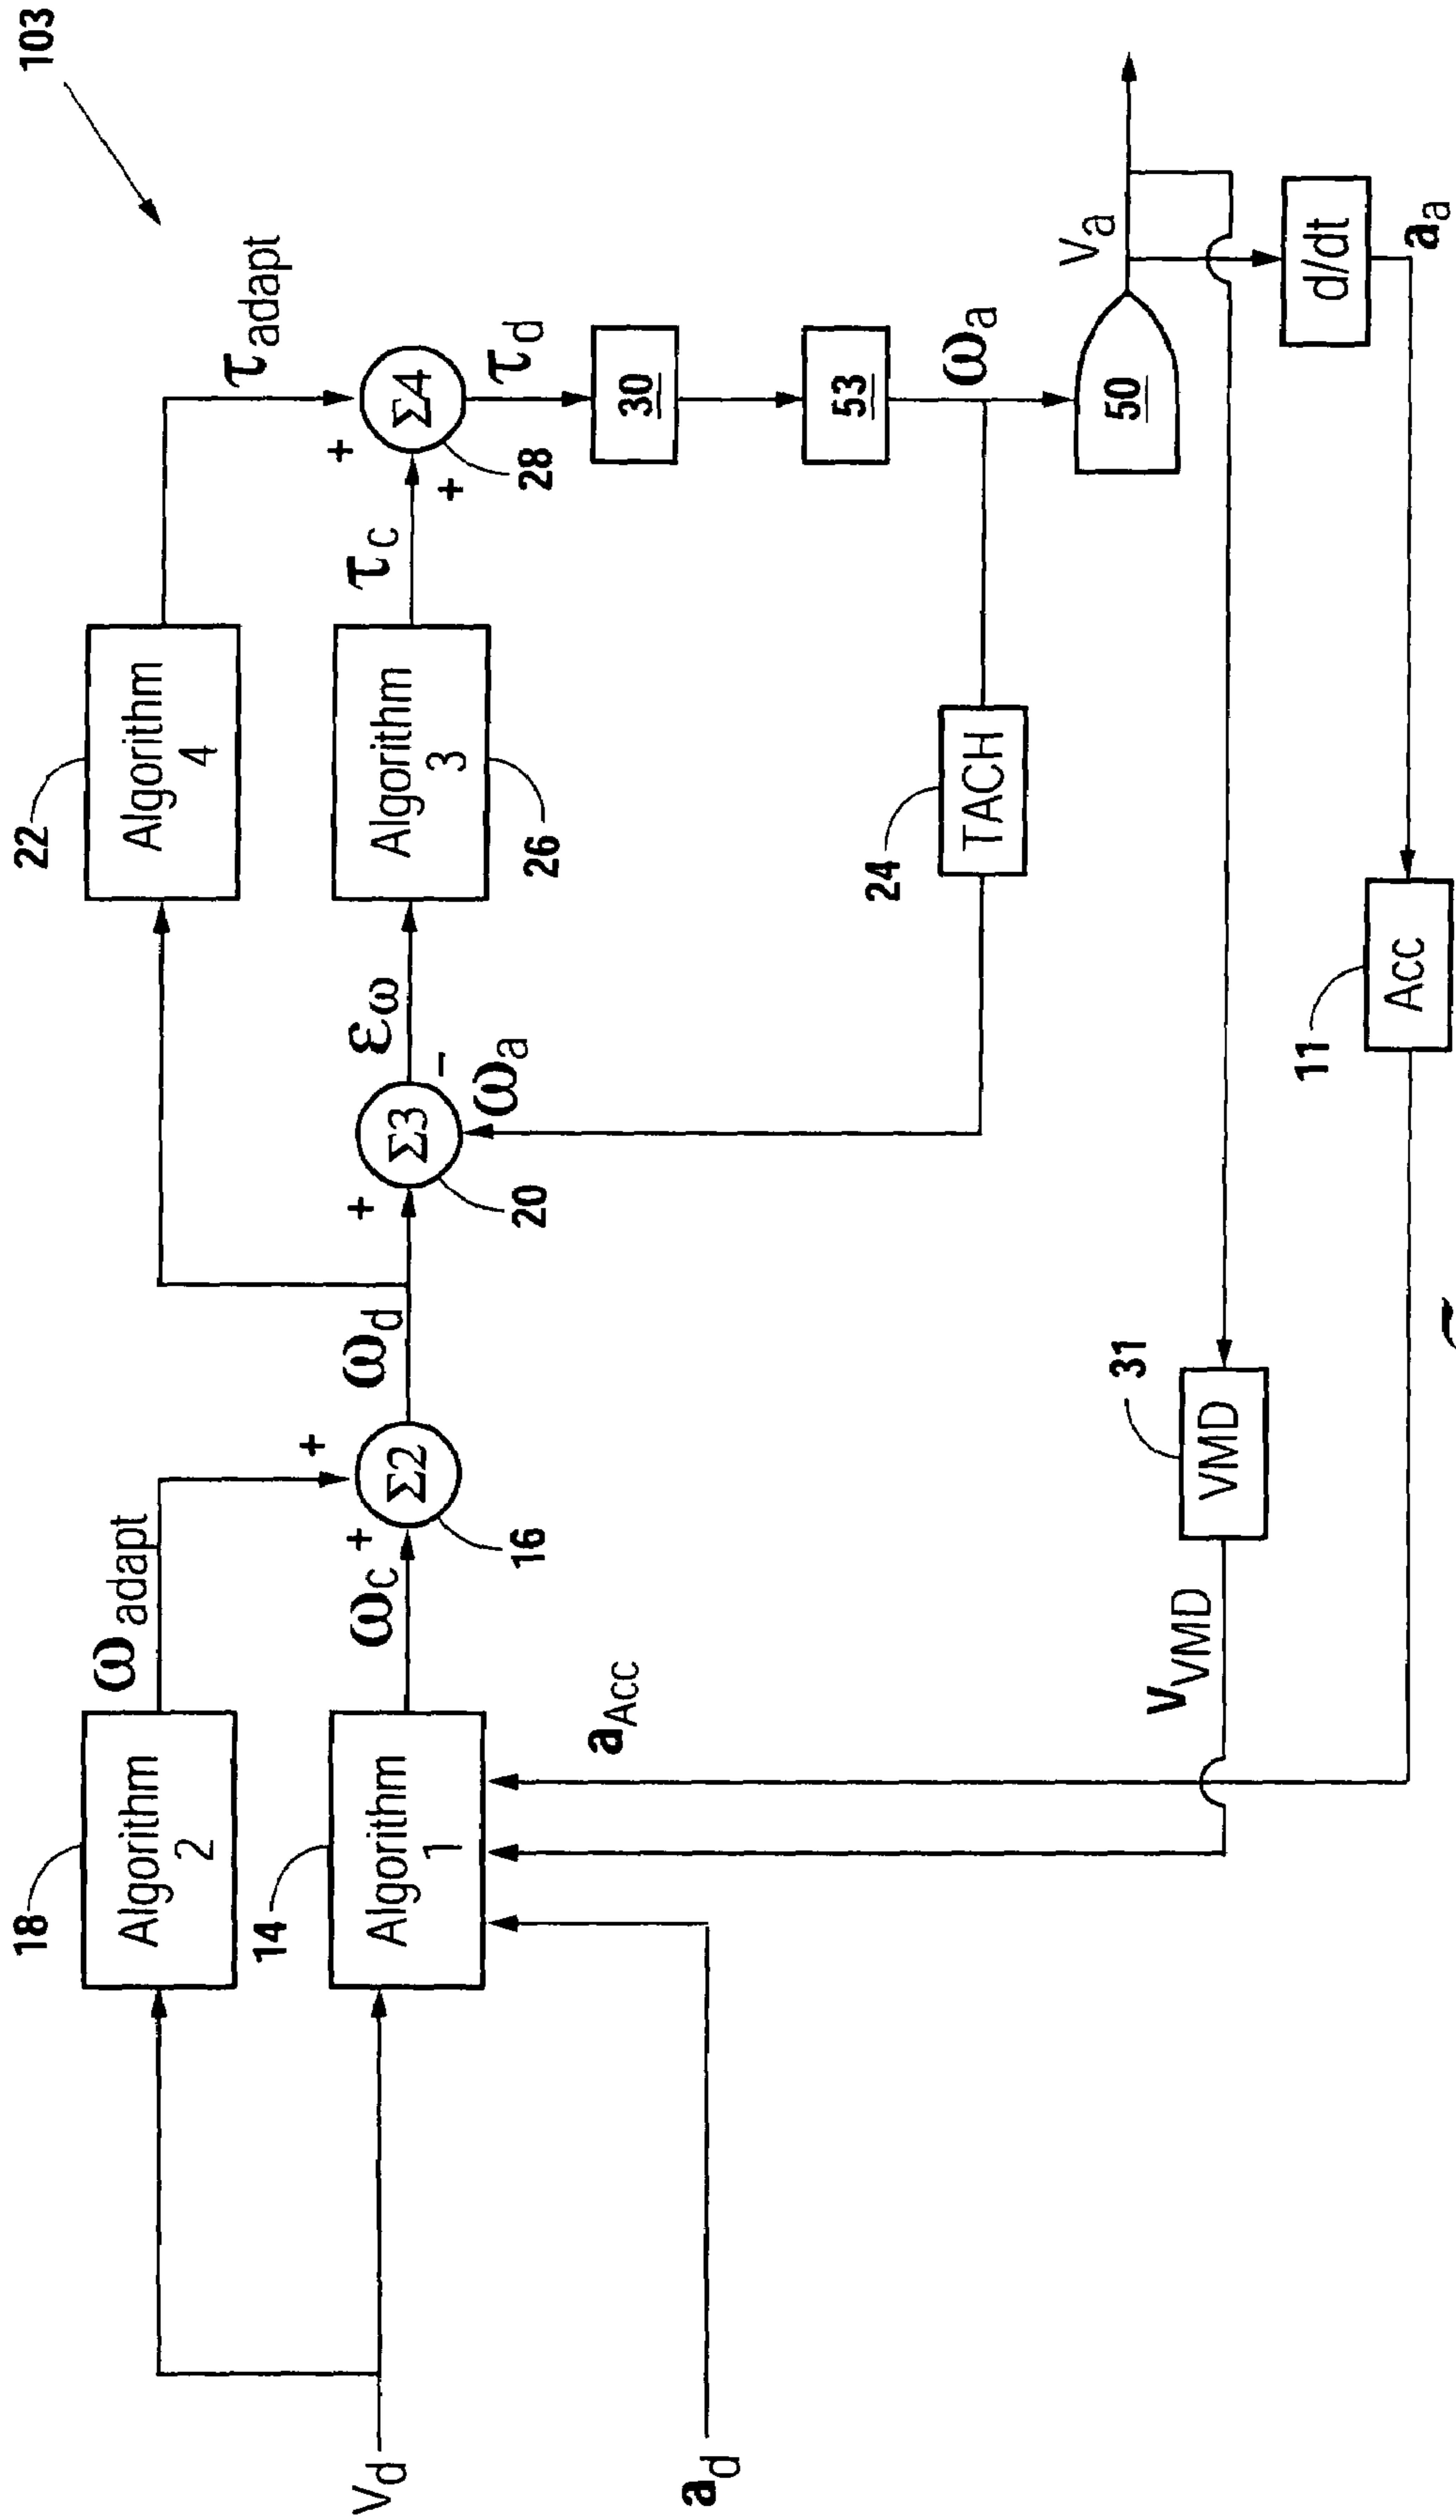 103
22
Algorithm
4
τadapt
18
Algorithm
2
ωadapt
+
Vd
14
Algorithm
1
ωc
+
Σ2
16
ωd
+
Σ3
20
-
εω
Algorithm
3
26
τc
+
+
Σ4
28
τd
30
53
ωa
ωa
24
TACH
50
Va
ad
aAcc
VVMD
31
VMD
d/dt
aa
11
Acc